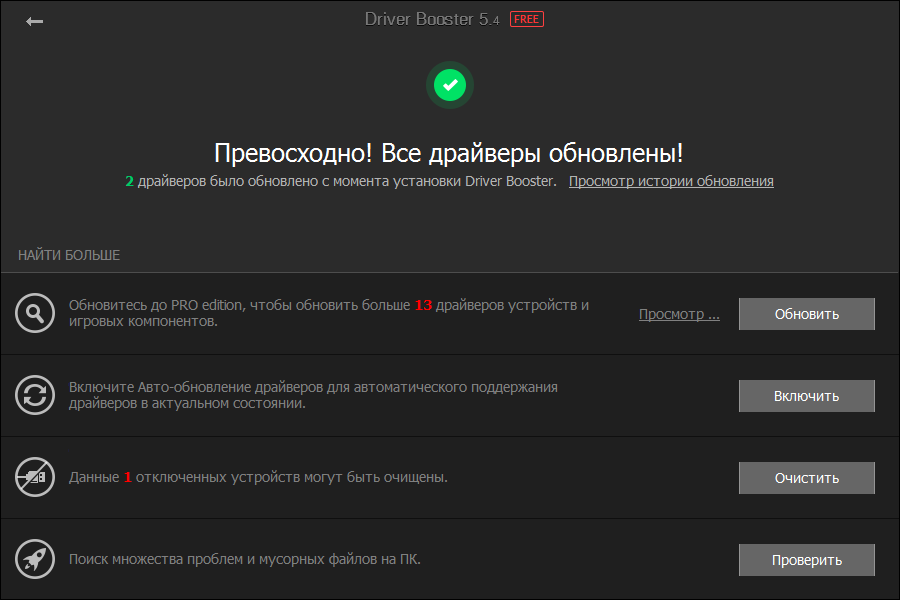 Driver Booster 5.4 FREE
Превосходно! Все драйверы обновлены!
2 драйверов было обновлено с момента установки Driver Booster. Просмотр истории обновления
НАЙТИ БОЛЬШЕ
Обновитесь до PRO edition, чтобы обновить больше 13 драйверов устройств и
игровых компонентов.
Просмотр ...
Обновить
Включите Авто-обновление драйверов для автоматического поддержания
драйверов в актуальном состоянии.
Включить
Данные 1 отключенных устройств могут быть очищены.
Очистить
Поиск множества проблем и мусорных файлов на ПК.
Проверить